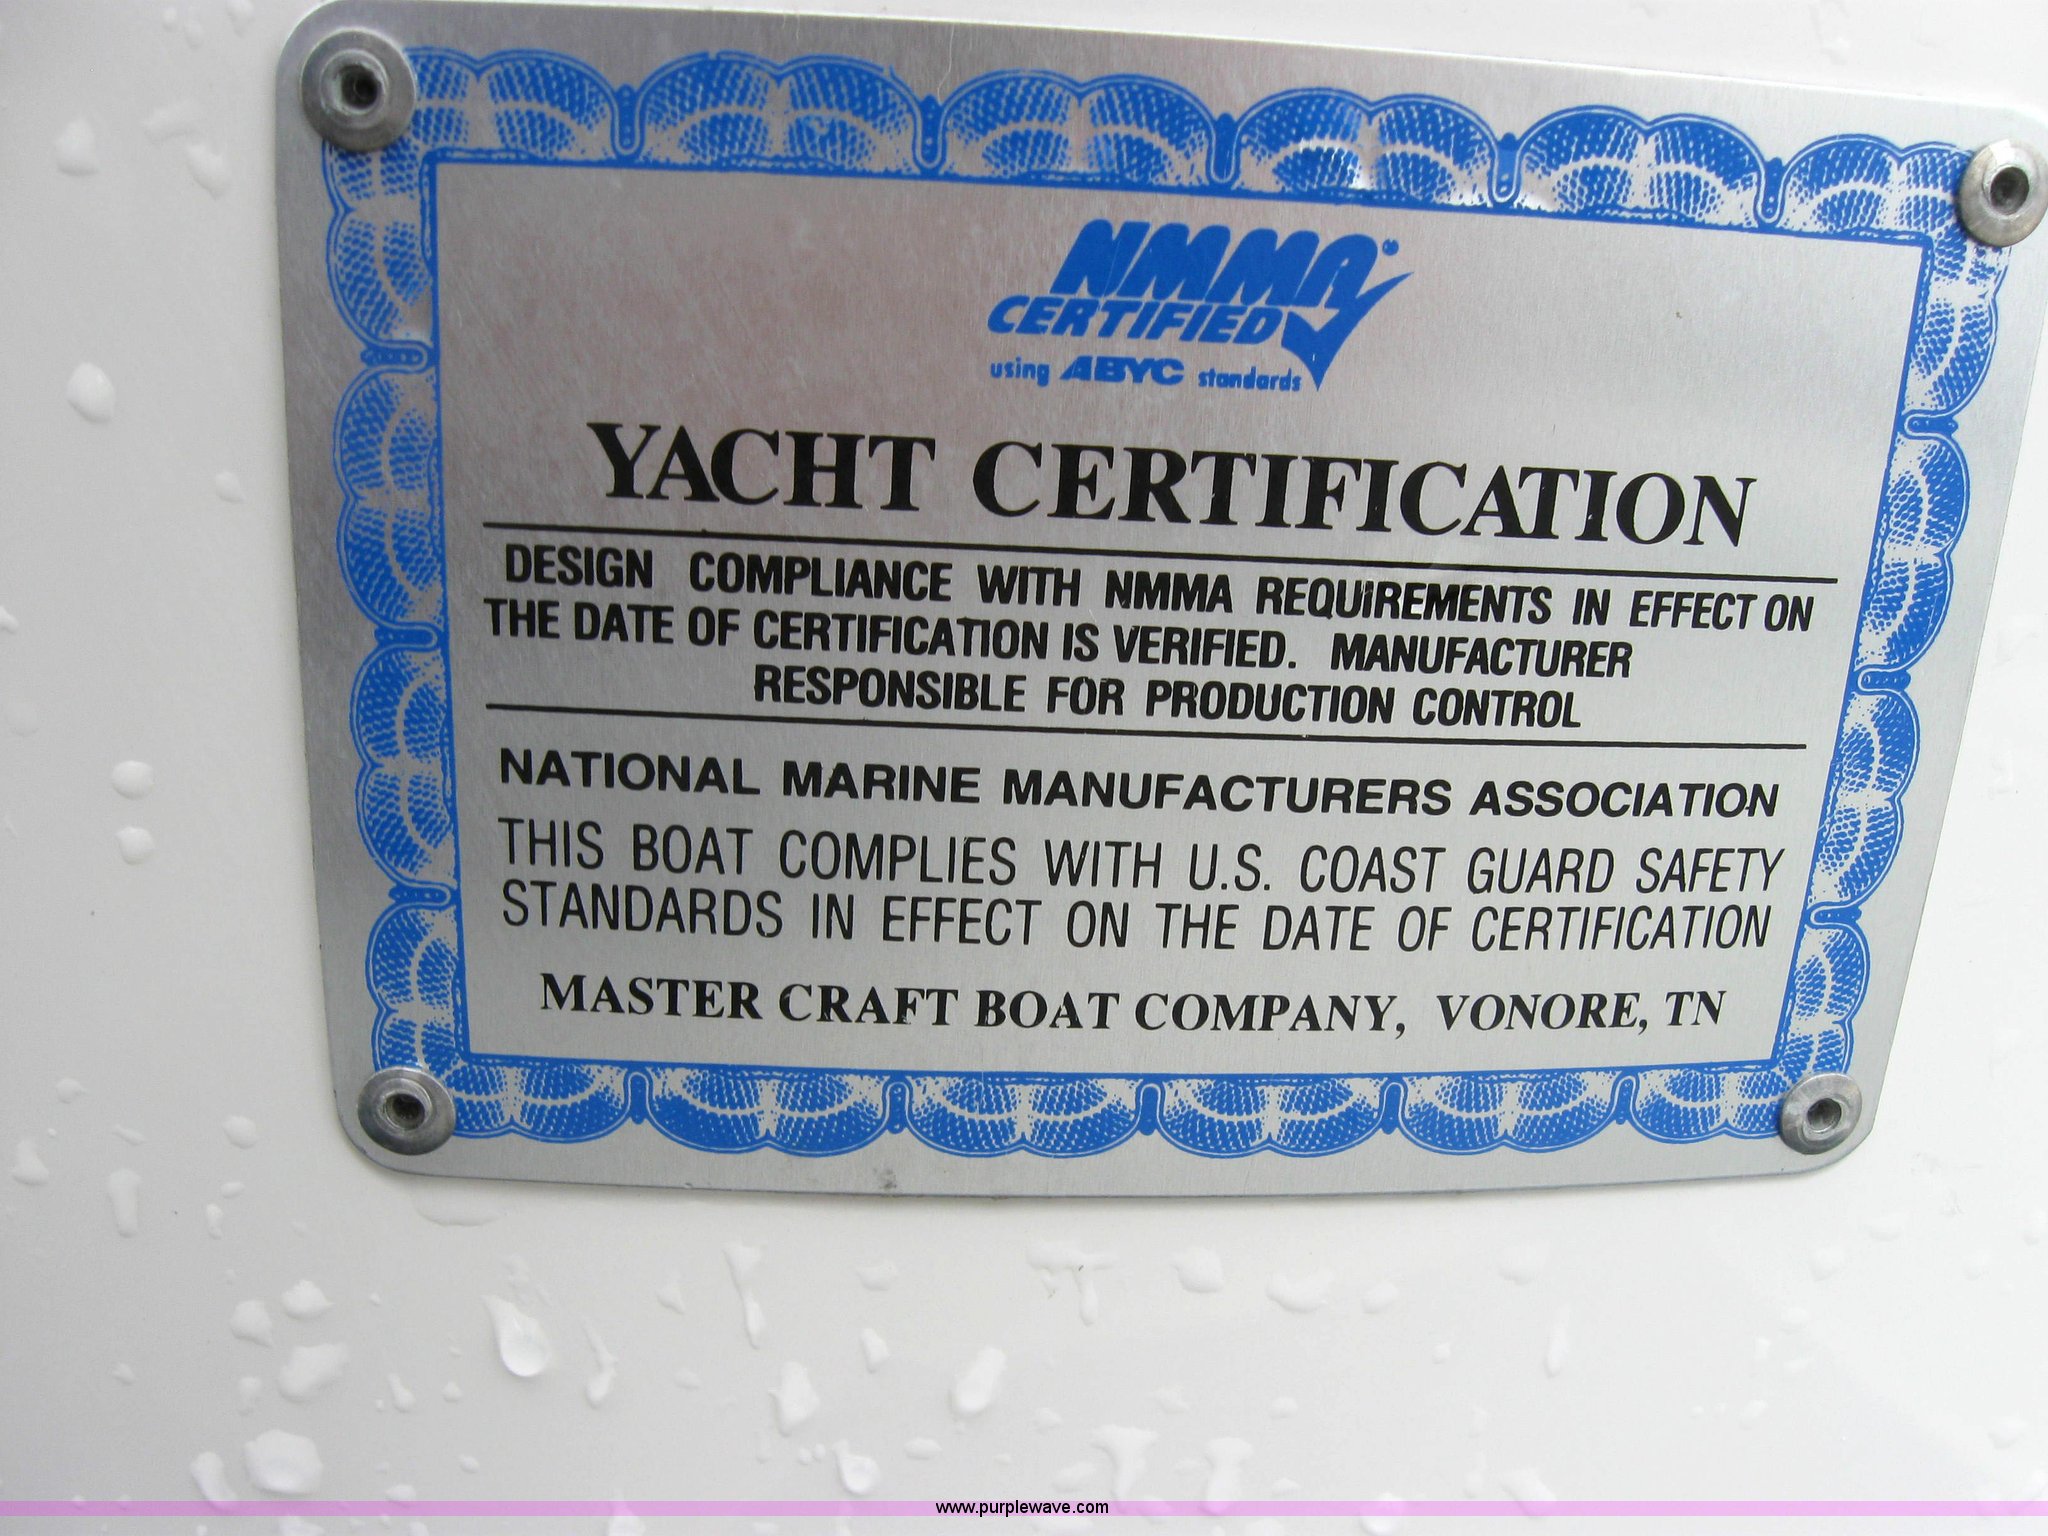 NMMA®
CERTIFIED
using ABYC standards
YACHT CERTIFICATION
DESIGN COMPLIANCE WITH NMMA REQUIREMENTS IN EFFECT ON
THE DATE OF CERTIFICATION IS VERIFIED. MANUFACTURER
RESPONSIBLE FOR PRODUCTION CONTROL
NATIONAL MARINE MANUFACTURERS ASSOCIATION
THIS BOAT COMPLIES WITH U.S. COAST GUARD SAFETY
STANDARDS IN EFFECT ON THE DATE OF CERTIFICATION
MASTER CRAFT BOAT COMPANY, VONORE, TN
www.purplewave.com